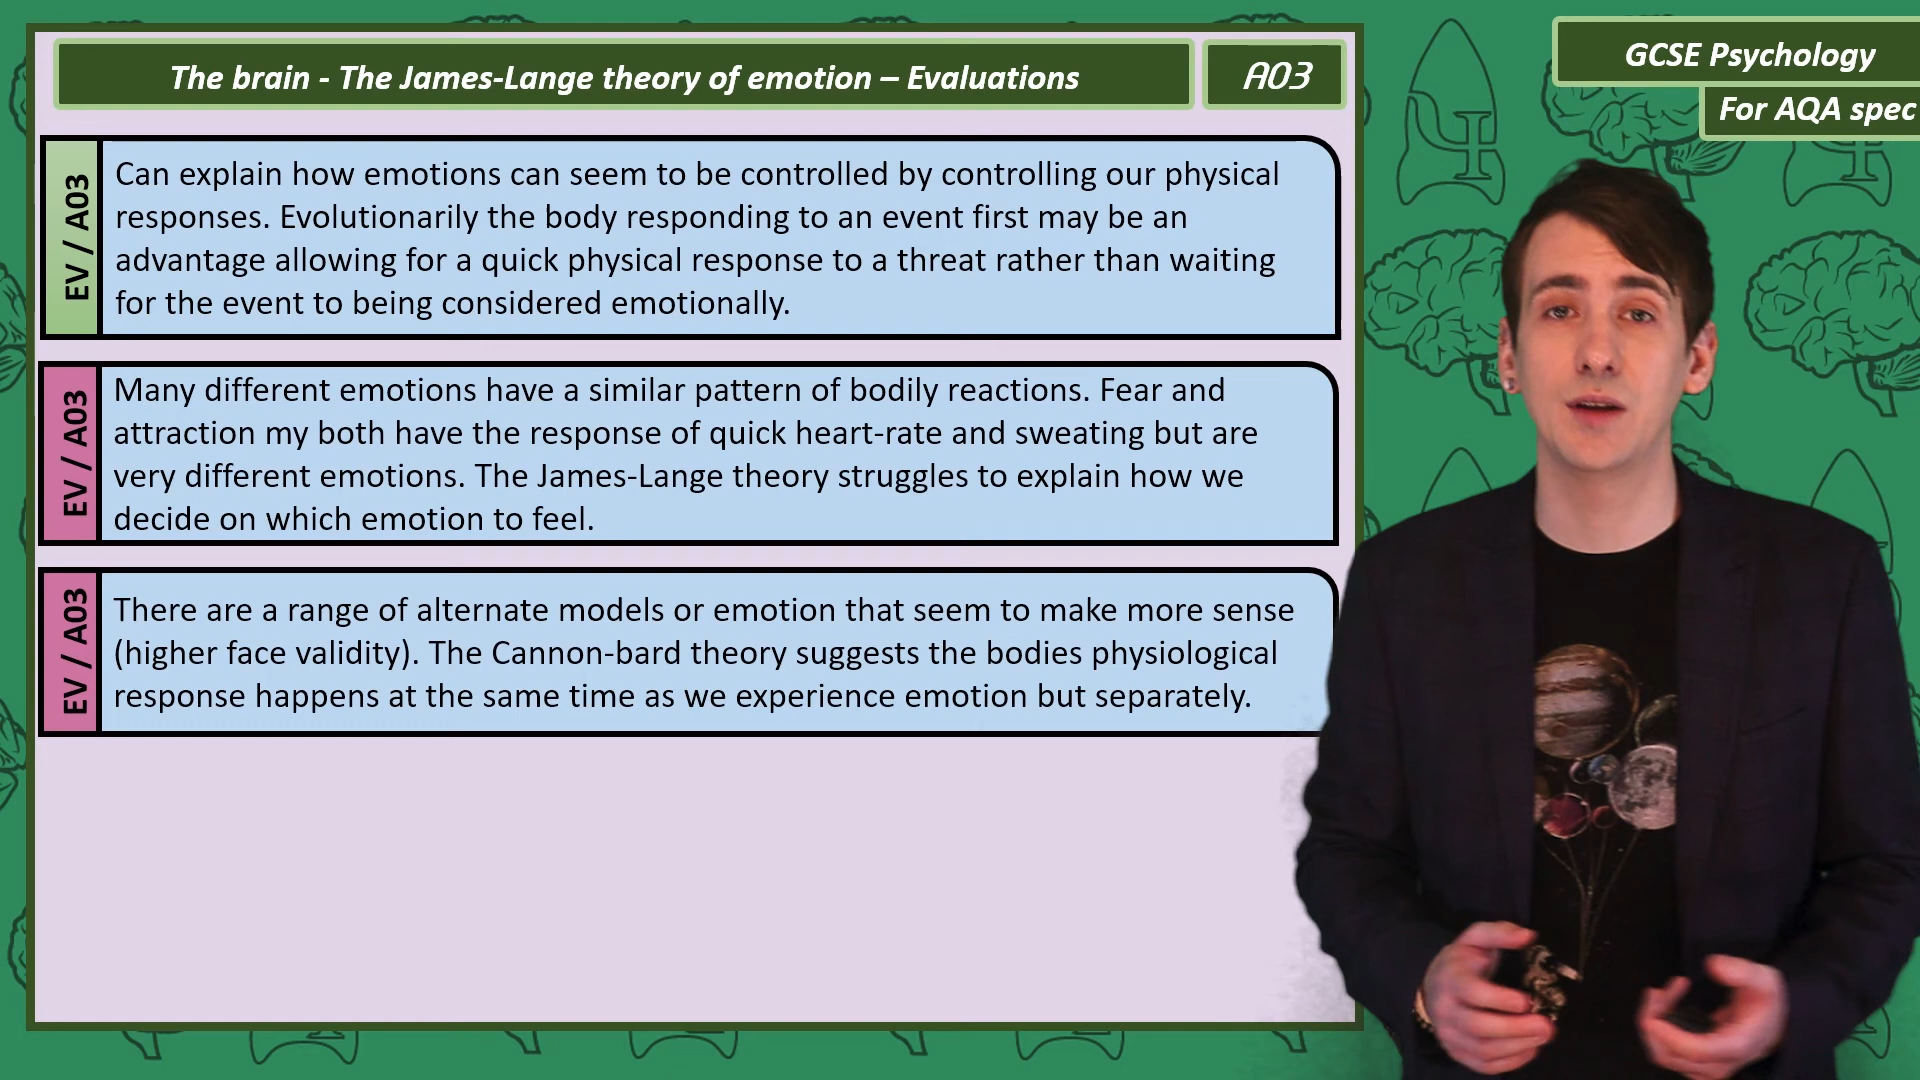 The brain - The James-Lange theory of emotion – Evaluations
AO3
GCSE Psychology
For AQA spec
EV / A03
Can explain how emotions can seem to be controlled by controlling our physical
responses. Evolutionarily the body responding to an event first may be an
advantage allowing for a quick physical response to a threat rather than waiting
for the event to being considered emotionally.
EV / A03
Many different emotions have a similar pattern of bodily reactions. Fear and
attraction my both have the response of quick heart-rate and sweating but are
very different emotions. The James-Lange theory struggles to explain how we
decide on which emotion to feel.
EV / A03
There are a range of alternate models or emotion that seem to make more sense
(higher face validity). The Cannon-bard theory suggests the bodies physiological
response happens at the same time as we experience emotion but separately.